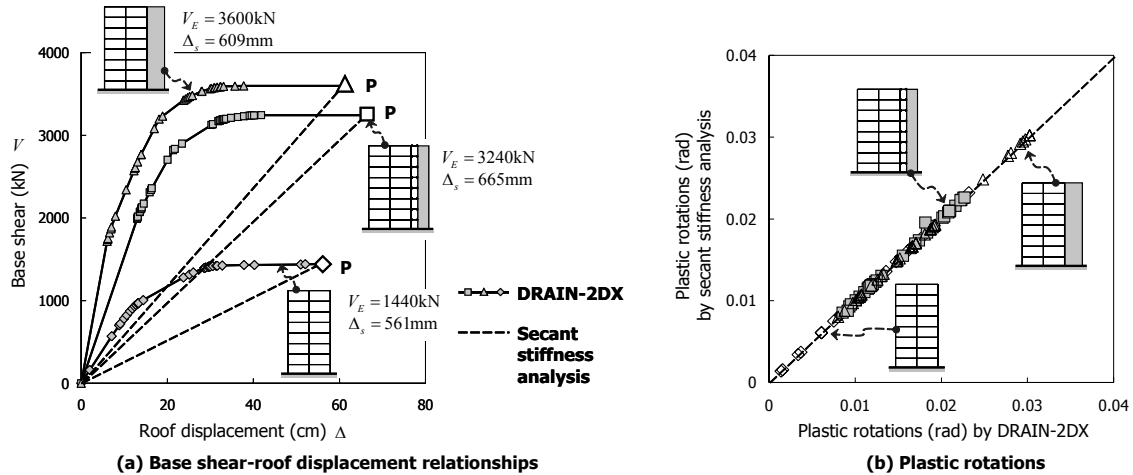 V_E = 3600kN
Δ_s = 609mm
4000
3000
2000
1000
0
V
Base shear
(kN)
P
P
V_E = 3240kN
Δ_s = 665mm
P
V_E = 1440kN
Δ_s = 561mm
DRAIN-2DX
Secant
stiffness
analysis
0 20 40 60 80
Roof displacement (cm) Δ
(a) Base shear-roof displacement relationships
0.04
0.03
0.02
0.01
0
Plastic rotations (rad)
by secant stiffness analysis
0 0.01 0.02 0.03 0.04
Plastic rotations (rad) by DRAIN-2DX
(b) Plastic rotations